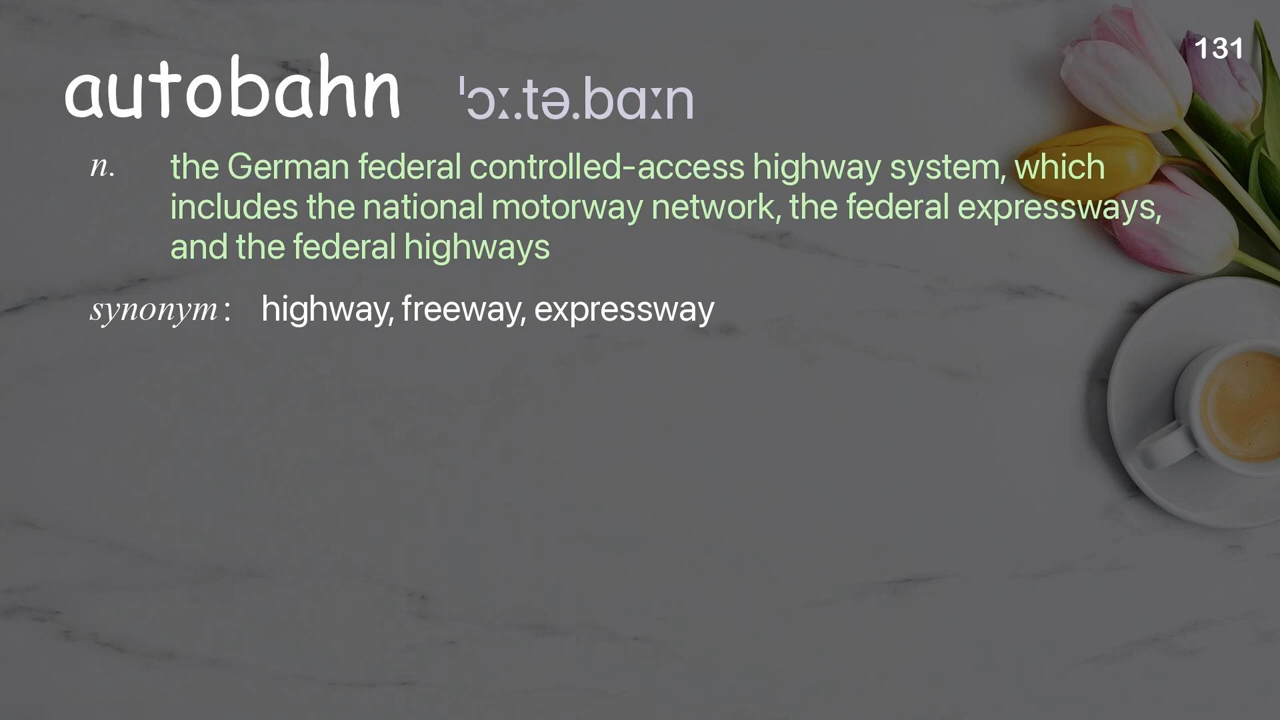 131
autobahn ˈɔː.tə.bɑːn
n. the German federal controlled-access highway system, which
includes the national motorway network, the federal expressways,
and the federal highways
synonym: highway, freeway, expressway